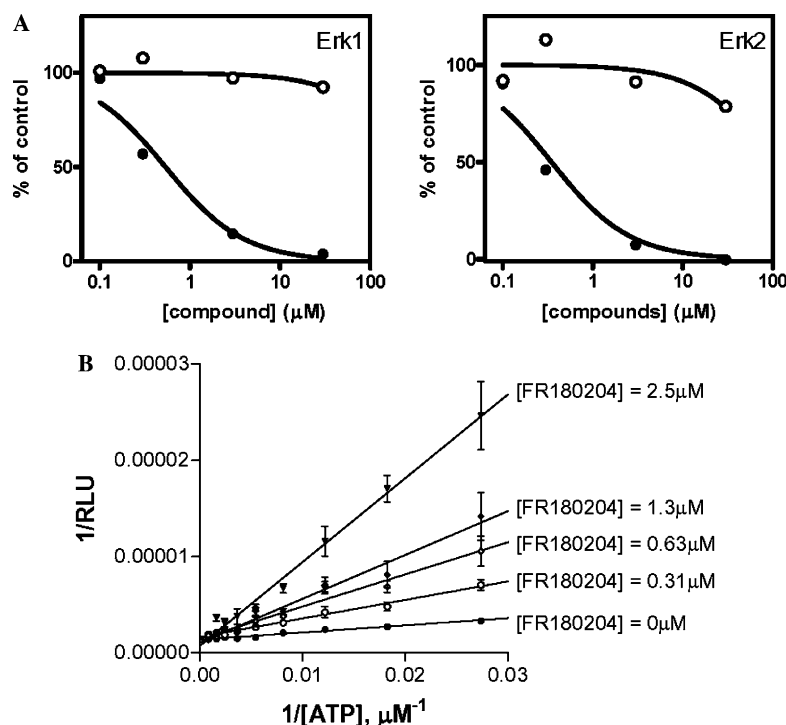 A
Erk1
100
50
0
% of control
0.1 1 10 100
[compound] (μM)
Erk2
100
50
0
% of control
0.1 1 10 100
[compounds] (μM)
B
0.00003
0.00002
0.00001
0.00000
1/RLU
0.00 0.01 0.02 0.03
1/[ATP], μM⁻¹
[FR180204] = 2.5μM
[FR180204] = 1.3μM
[FR180204] = 0.63μM
[FR180204] = 0.31μM
[FR180204] = 0μM